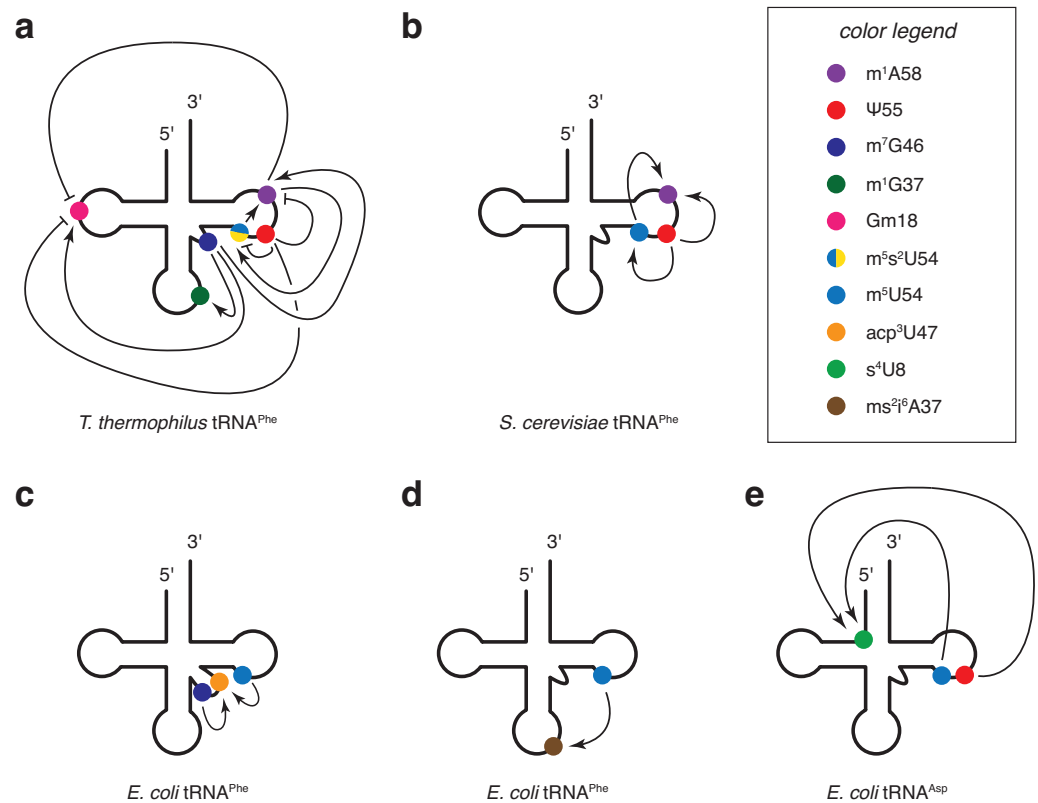 a
3'
5'
T. thermophilus tRNAᴾʰᵉ
b
3'
5'
S. cerevisiae tRNAᴾʰᵉ
color legend
m¹A58
Ψ55
m⁷G46
m¹G37
Gm18
m⁵s²U54
m⁵U54
acp³U47
s⁴U8
ms²i⁶A37
c
3'
5'
E. coli tRNAᴾʰᵉ
d
3'
5'
E. coli tRNAᴾʰᵉ
e
3'
5'
E. coli tRNAᴬˢᵖ